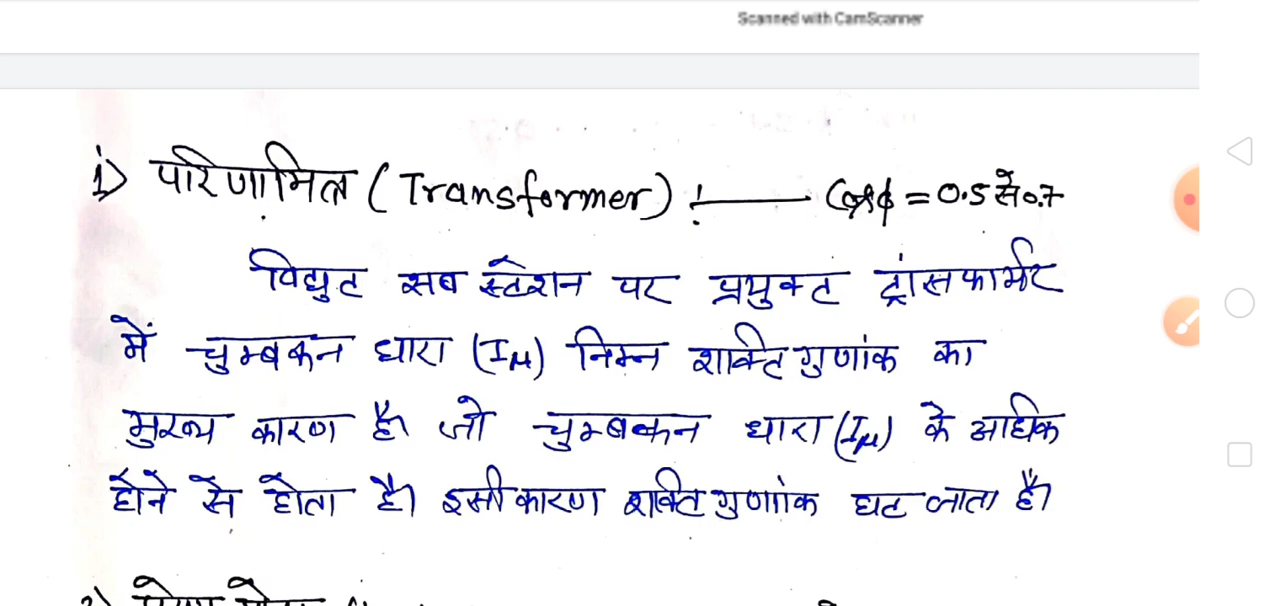 Scanned with CamScanner
1) परिणामित्र (Transformer) :— Cosϕ = 0.5 से 0.7
विद्युत सब स्टेशन पर प्रयुक्त ट्रांसफार्मर
में चुम्बकन धारा (Iμ) निम्न शक्ति गुणांक का
मुख्य कारण है। जो चुम्बकन धारा (Iμ) के अधिक
होने से होता है। इसी कारण शक्ति गुणांक घट जाता है।